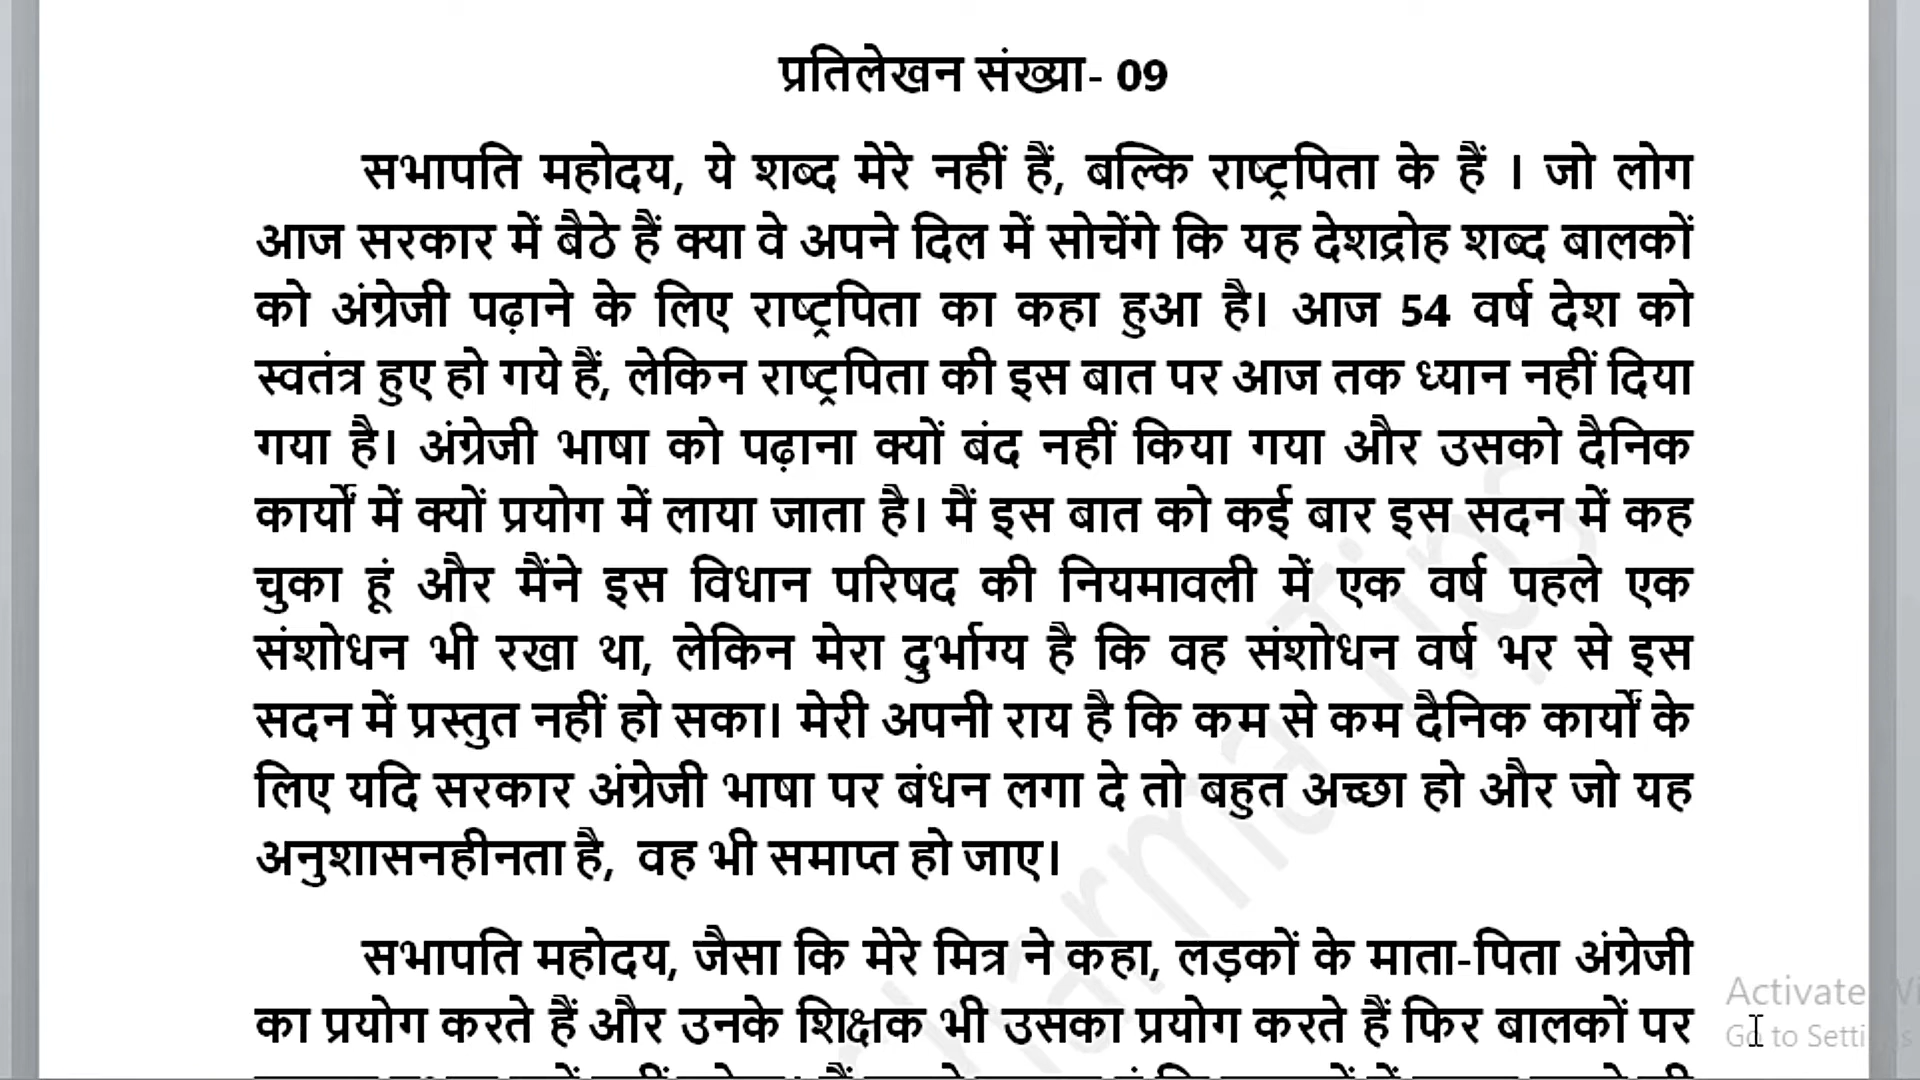 प्रतिलेखन संख्या- 09
सभापति महोदय, ये शब्द मेरे नहीं हैं, बल्कि राष्ट्रपिता के हैं । जो लोग
आज सरकार में बैठे हैं क्या वे अपने दिल में सोचेंगे कि यह देशद्रोह शब्द बालकों
को अंग्रेजी पढ़ाने के लिए राष्ट्रपिता का कहा हुआ है। आज 54 वर्ष देश को
स्वतंत्र हुए हो गये हैं, लेकिन राष्ट्रपिता की इस बात पर आज तक ध्यान नहीं दिया
गया है। अंग्रेजी भाषा को पढ़ाना क्यों बंद नहीं किया गया और उसको दैनिक
कार्यों में क्यों प्रयोग में लाया जाता है। मैं इस बात को कई बार इस सदन में कह
चुका हूं और मैंने इस विधान परिषद की नियमावली में एक वर्ष पहले एक
संशोधन भी रखा था, लेकिन मेरा दुर्भाग्य है कि वह संशोधन वर्ष भर से इस
सदन में प्रस्तुत नहीं हो सका। मेरी अपनी राय है कि कम से कम दैनिक कार्यों के
लिए यदि सरकार अंग्रेजी भाषा पर बंधन लगा दे तो बहुत अच्छा हो और जो यह
अनुशासनहीनता है, वह भी समाप्त हो जाए।
सभापति महोदय, जैसा कि मेरे मित्र ने कहा, लड़कों के माता-पिता अंग्रेजी
का प्रयोग करते हैं और उनके शिक्षक भी उसका प्रयोग करते हैं फिर बालकों पर
Activate
Go to